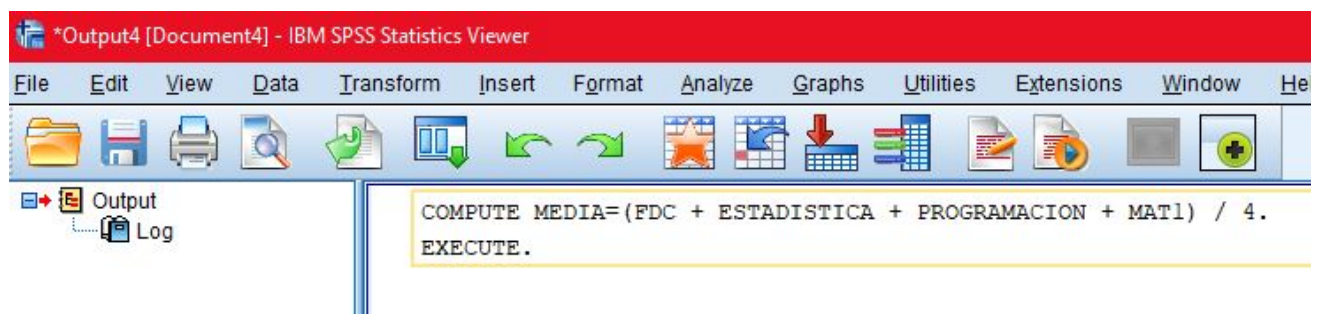 *Output4 [Document4] - IBM SPSS Statistics Viewer
File Edit View Data Transform Insert Format Analyze Graphs Utilities Extensions Window He
Output
Log
COMPUTE MEDIA=(FDC + ESTADISTICA + PROGRAMACION + MAT1) / 4.
EXECUTE.